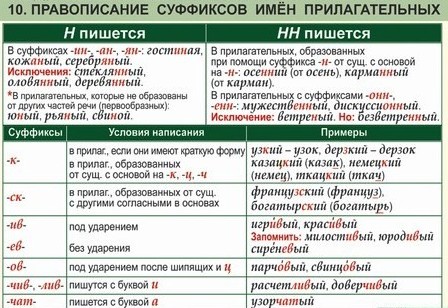 10. ПРАВОПИСАНИЕ СУФФИКСОВ ИМЁН ПРИЛАГАТЕЛЬНЫХ
Н пишется
В суффиксах -ин-, -ан-, -ян-: гостиная,
кожаный, серебряный.
Исключения: стеклянный,
оловянный, деревянный.
*В прилагательных, которые не образованы
от других частей речи (первообразных):
юный, рьяный, свиной.
НН пишется
В прилагательных, образованных
при помощи суффикса -н- от сущ. с основой
на -н-: осенний (от осень), карманный
(от карман).
В прилагательных с суффиксами -онн-,
-енн-: мужественный, дискуссионный.
Исключение: ветреный. Но: безветренный.
Суффиксы Условия написания Примеры
-к- в прилаг., если они имеют краткую форму узкий – узок, дерзкий – дерзок
в прилаг., образованных казацкий (казак), немецкий
от сущ. с основой на -к, -ц, -ч (немец), ткацкий (ткач)
-ск- в прилаг., образованных от сущ. французский (француз),
с другими согласными в основах богатырский (богатырь)
-ив- под ударением игривый, красивый
Запомнить: милостивый, юродивый
-ев- без ударения сиреневый
-ов- под ударением после шипящих и ц парчовый, свинцовый
-чив-, -лив- пишутся с буквой и расчетливый, доверчивый
-чат- пишется с буквой а узорчатый